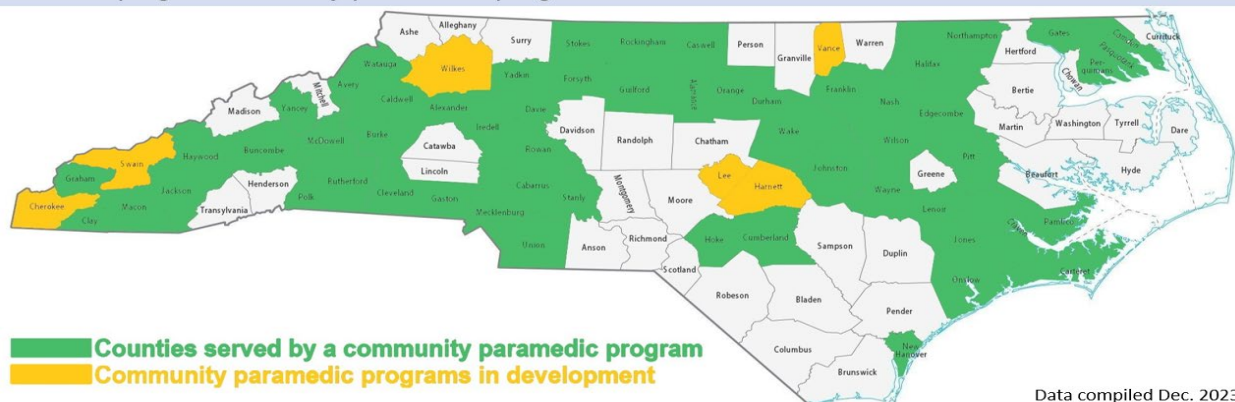 Alleghany
Ashe
Surry
Stokes
Rockingham
Caswell
Person
Granville
Vance
Warren
Northampton
Hertford
Gates
Camden
Currituck
Pasquotank
Per-
quimans
Chowan
Wilkes
Watauga
Yadkin
Forsyth
Guilford
Alamance
Orange
Durham
Franklin
Halifax
Bertie
Avery
Mitchell
Madison
Yancey
Caldwell
Alexander
Davie
Nash
Edgecombe
Martin
Washington
Tyrrell
Dare
Iredell
Davidson
Randolph
Chatham
Wake
Wilson
Pitt
Hyde
Beaufort
McDowell
Burke
Catawba
Rowan
Buncombe
Haywood
Swain
Graham
Lincoln
Lee
Harnett
Johnston
Greene
Wayne
Lenoir
Jackson
Henderson
Transylvania
Polk
Rutherford
Cleveland
Gaston
Cabarrus
Stanly
Montgomery
Moore
Cherokee
Clay
Macon
Mecklenburg
Union
Anson
Richmond
Scotland
Hoke
Cumberland
Sampson
Duplin
Jones
Craven
Pamlico
Carteret
Onslow
Robeson
Bladen
Pender
Columbus
Brunswick
New
Hanover
Counties served by a community paramedic program
Community paramedic programs in development
Data compiled Dec. 2023